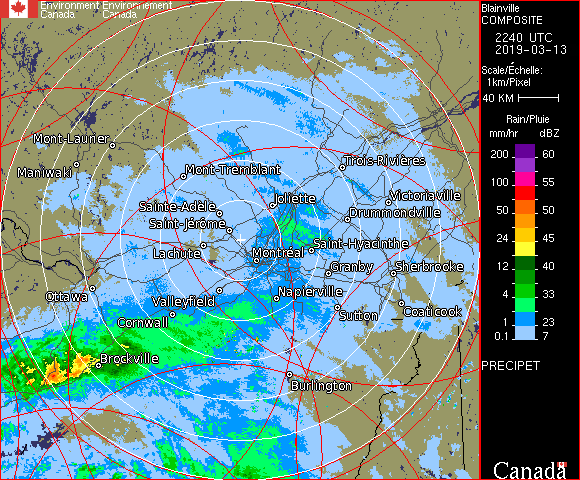 Environment Environnement
Canada Canada
Blainville
COMPOSITE
2240 UTC
2019-03-13
Scale/Échelle:
1km/Pixel
40 KM
Rain/Pluie
mm/hr dBZ
200 60
100 55
50 50
24 45
12 40
4 33
1 23
0.1 7
PRECIPET
Canada
Mont-Laurier
Maniwaki
Mont-Tremblant
Trois-Rivières
Sainte-Adèle
Joliette
Victoriaville
Drummondville
Saint-Jérôme
Lachute
Montréal
Saint-Hyacinthe
Granby
Sherbrooke
Ottawa
Valleyfield
Napierville
Cornwall
Sutton
Coaticook
Brockville
Burlington